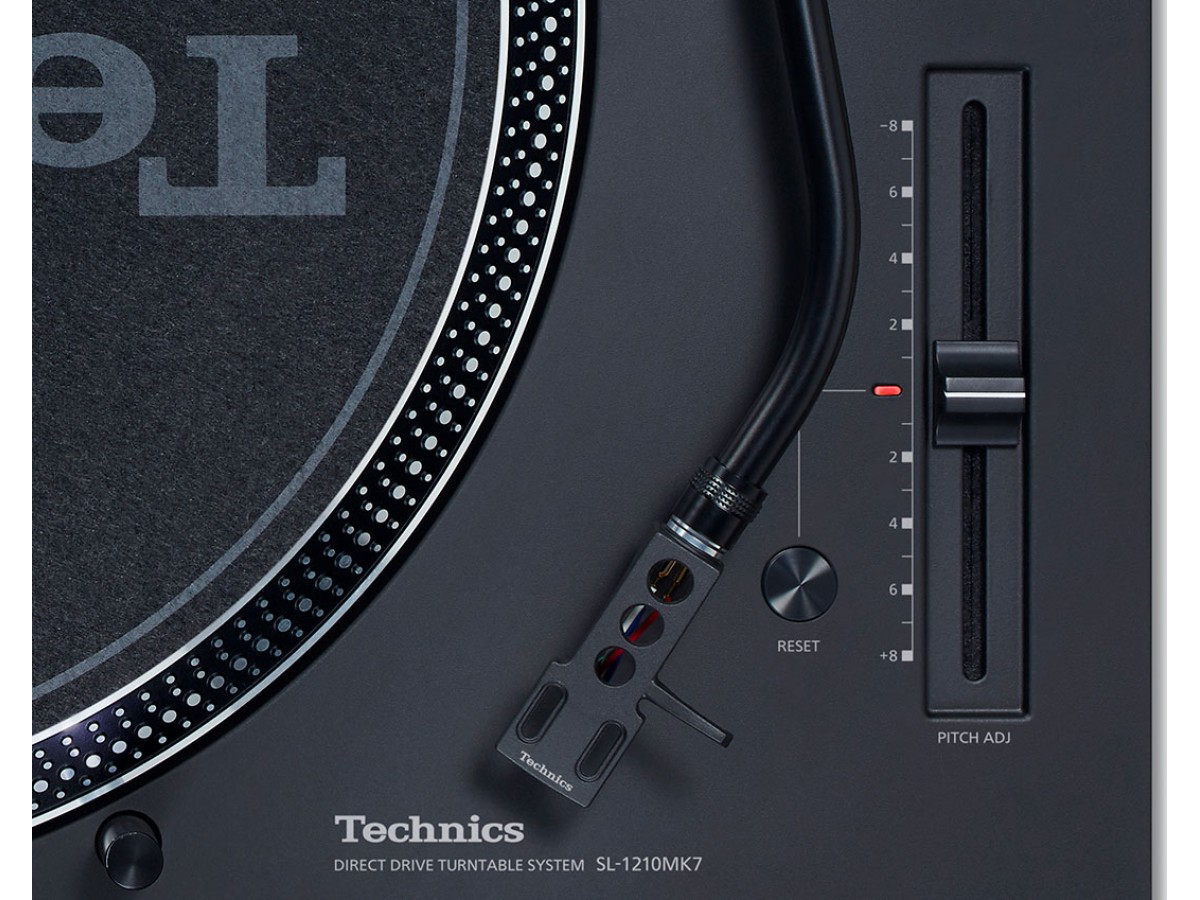 Te
−8
6
4
2
2
4
6
+8
RESET
PITCH ADJ
Technics
Technics
DIRECT DRIVE TURNTABLE SYSTEM SL-1210MK7